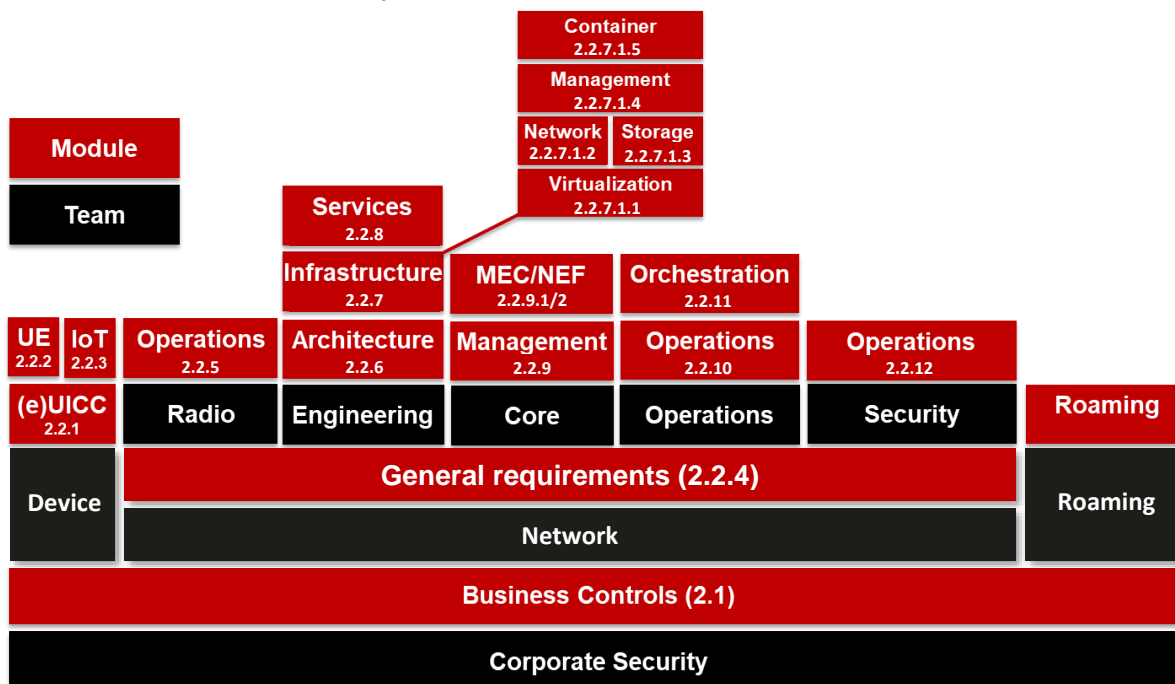 Container
2.2.7.1.5
Management
2.2.7.1.4
Network
2.2.7.1.2
Storage
2.2.7.1.3
Virtualization
2.2.7.1.1
Module
Team
Services
2.2.8
Infrastructure
2.2.7
MEC/NEF
2.2.9.1/2
Orchestration
2.2.11
UE
2.2.2
IoT
2.2.3
Operations
2.2.5
Architecture
2.2.6
Management
2.2.9
Operations
2.2.10
Operations
2.2.12
(e)UICC
2.2.1
Radio
Engineering
Core
Operations
Security
Roaming
General requirements (2.2.4)
Device
Roaming
Network
Business Controls (2.1)
Corporate Security